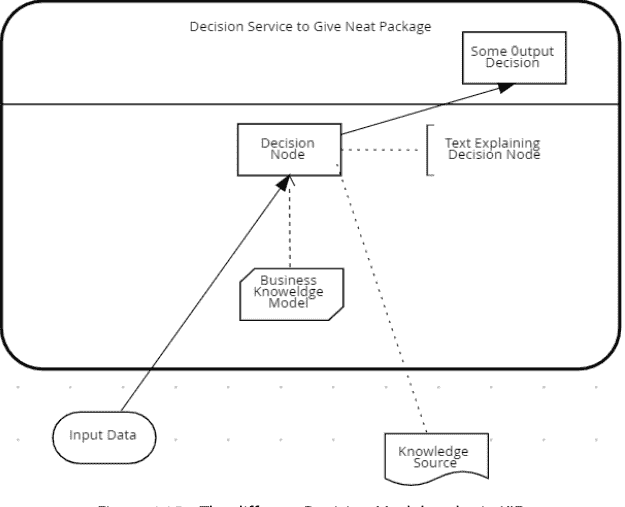 Decision Service to Give Neat Package
Some 0utput
Decision
Decision
Node
Text Explaining
Decision Node
Business
Knoweldge
Model
Input Data
Knowledge
Source